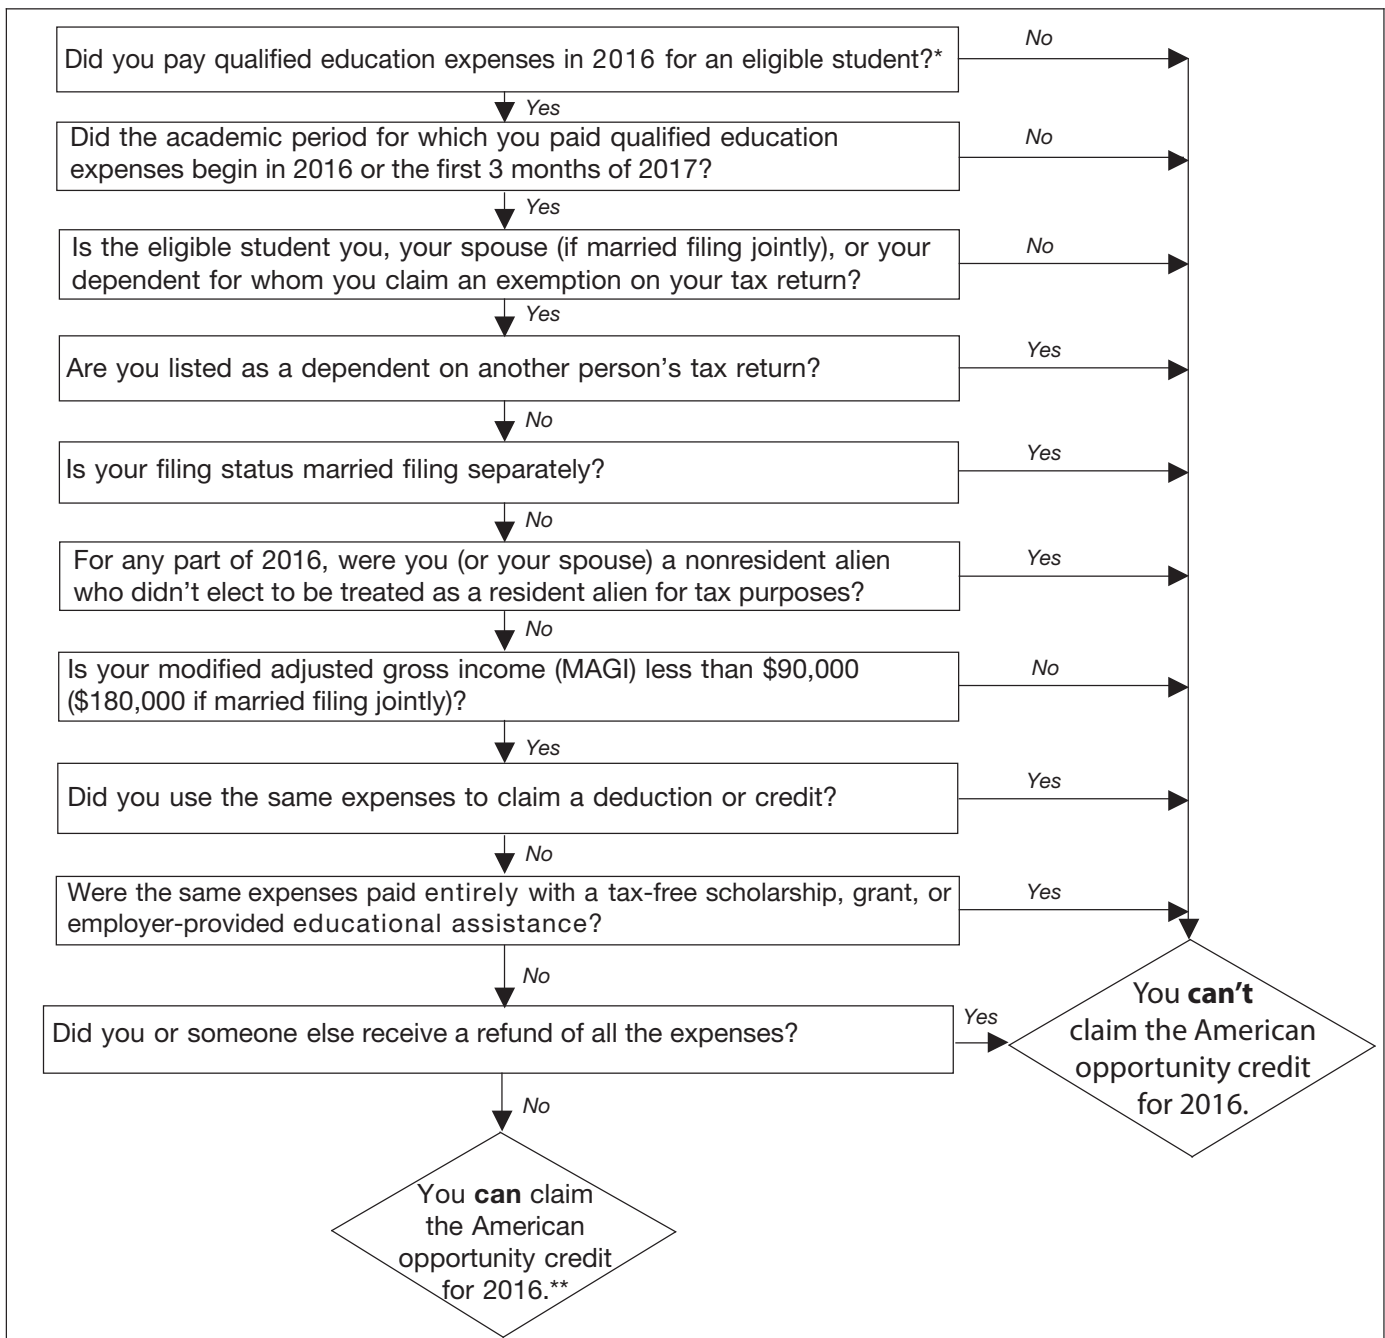 Did you pay qualified education expenses in 2016 for an eligible student?*
No
Yes
Did the academic period for which you paid qualified education
expenses begin in 2016 or the first 3 months of 2017?
No
Yes
Is the eligible student you, your spouse (if married filing jointly), or your
dependent for whom you claim an exemption on your tax return?
No
Yes
Are you listed as a dependent on another person's tax return?
Yes
No
Is your filing status married filing separately?
Yes
No
For any part of 2016, were you (or your spouse) a nonresident alien
who didn't elect to be treated as a resident alien for tax purposes?
Yes
No
Is your modified adjusted gross income (MAGI) less than $90,000
($180,000 if married filing jointly)?
No
Yes
Did you use the same expenses to claim a deduction or credit?
Yes
No
Were the same expenses paid entirely with a tax-free scholarship, grant, or
employer-provided educational assistance?
Yes
No
Did you or someone else receive a refund of all the expenses?
Yes
You can't
claim the American
opportunity credit
for 2016.
No
You can claim
the American
opportunity credit
for 2016.**